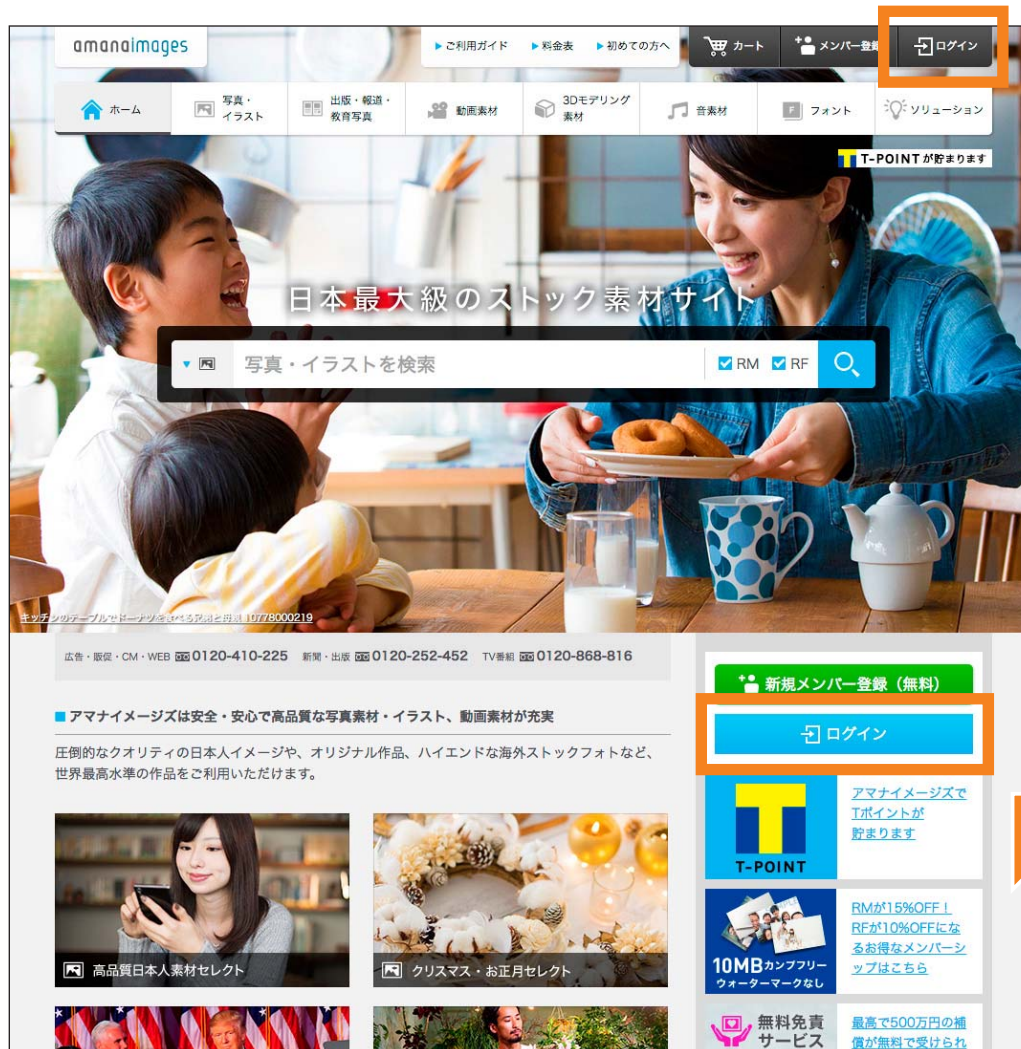 amanaimages
▶ ご利用ガイド ▶ 料金表 ▶ 初めての方へ
カート
メンバー登録
ログイン
ホーム
写真・
イラスト
出版・報道・
教育写真
動画素材
3Dモデリング
素材
音素材
F フォント
ソリューション
T T-POINT が貯まります
日本最大級のストック素材サイト
写真・イラストを検索
RM RF
キッチンのテーブルでドーナツを食べる兄弟と母親 10778000219
広告・販促・CM・WEB 0120-410-225 新聞・出版 0120-252-452 TV番組 0120-868-816
新規メンバー登録（無料）
ログイン
■ アマナイメージズは安全・安心で高品質な写真素材・イラスト、動画素材が充実
圧倒的なクオリティの日本人イメージや、オリジナル作品、ハイエンドな海外ストックフォトなど、
世界最高水準の作品をご利用いただけます。
T
T-POINT
アマナイメージズで
Tポイントが
貯まります
高品質日本人素材セレクト
クリスマス・お正月セレクト
10MBカンプフリー
ウォーターマークなし
RMが15%OFF！
RFが10%OFFにな
るお得なメンバーシ
ップはこちら
無料免責
サービス
最高で500万円の補
償が無料で受けられ